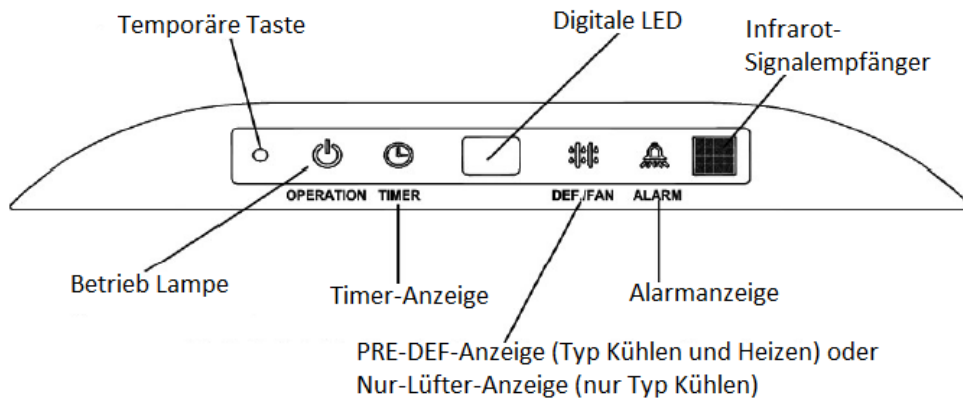 Temporäre Taste
Digitale LED
Infrarot-
Signalempfänger
OPERATION TIMER
DEF./FAN ALARM
Betrieb Lampe
Timer-Anzeige
Alarmanzeige
PRE-DEF-Anzeige (Typ Kühlen und Heizen) oder
Nur-Lüfter-Anzeige (nur Typ Kühlen)